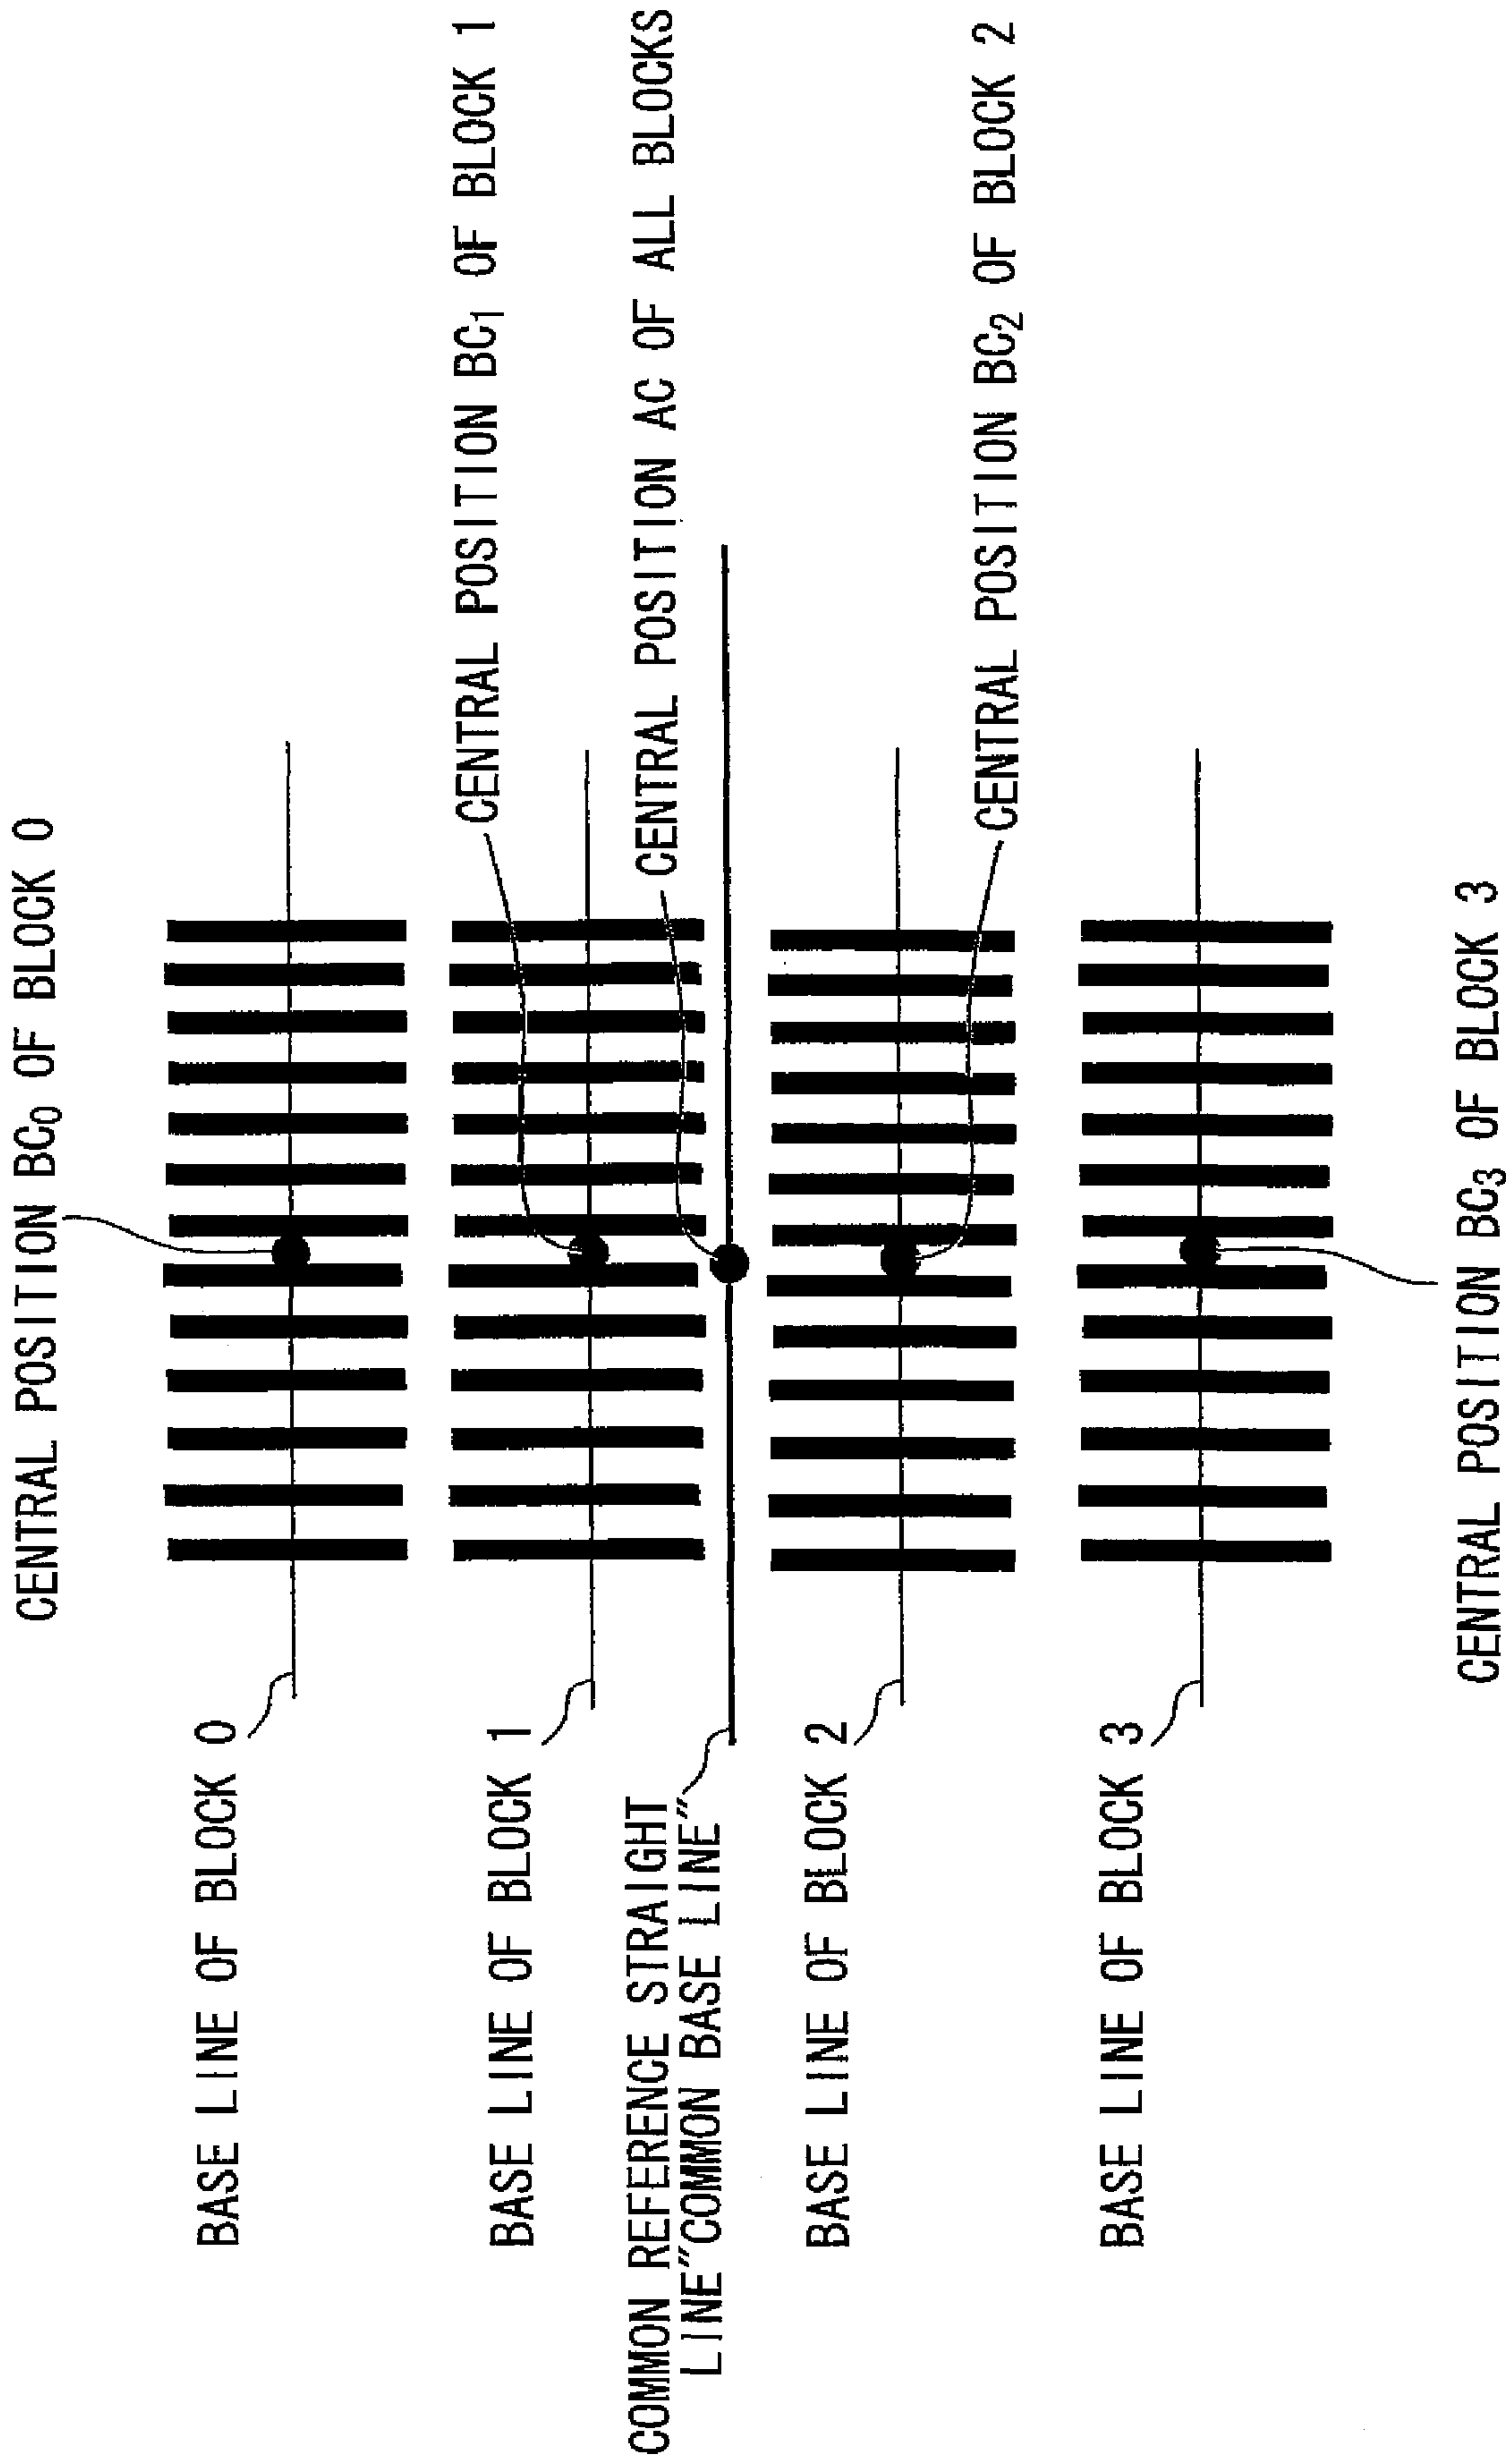 CENTRAL POSITION BC0 OF BLOCK 0
BASE LINE OF BLOCK 0
CENTRAL POSITION BC1 OF BLOCK 1
BASE LINE OF BLOCK 1
CENTRAL POSITION AC OF ALL BLOCKS
COMMON REFERENCE STRAIGHT
LINE"COMMON BASE LINE"
BASE LINE OF BLOCK 2
CENTRAL POSITION BC2 OF BLOCK 2
BASE LINE OF BLOCK 3
CENTRAL POSITION BC3 OF BLOCK 3